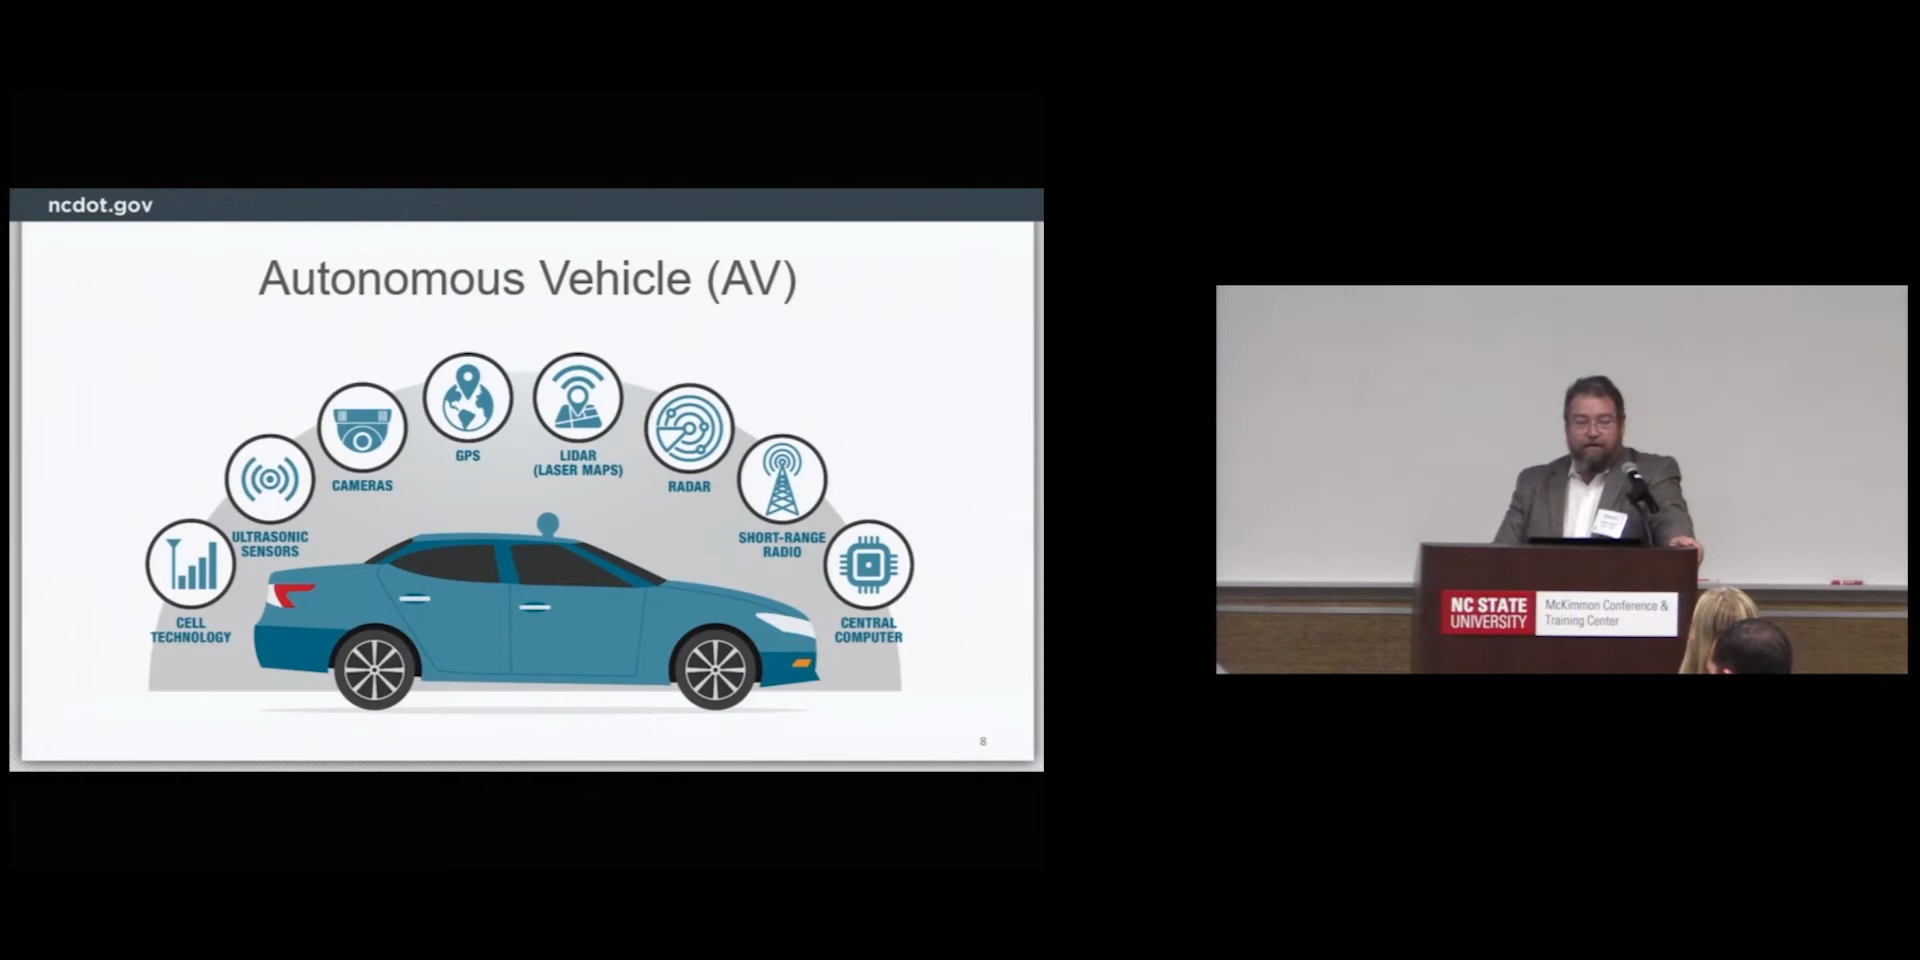 ncdot.gov
Autonomous Vehicle (AV)
CELL
TECHNOLOGY
ULTRASONIC
SENSORS
CAMERAS
GPS
LIDAR
(LASER MAPS)
RADAR
SHORT-RANGE
RADIO
CENTRAL
COMPUTER
8
NC STATE
UNIVERSITY
McKimmon Conference &
Training Center